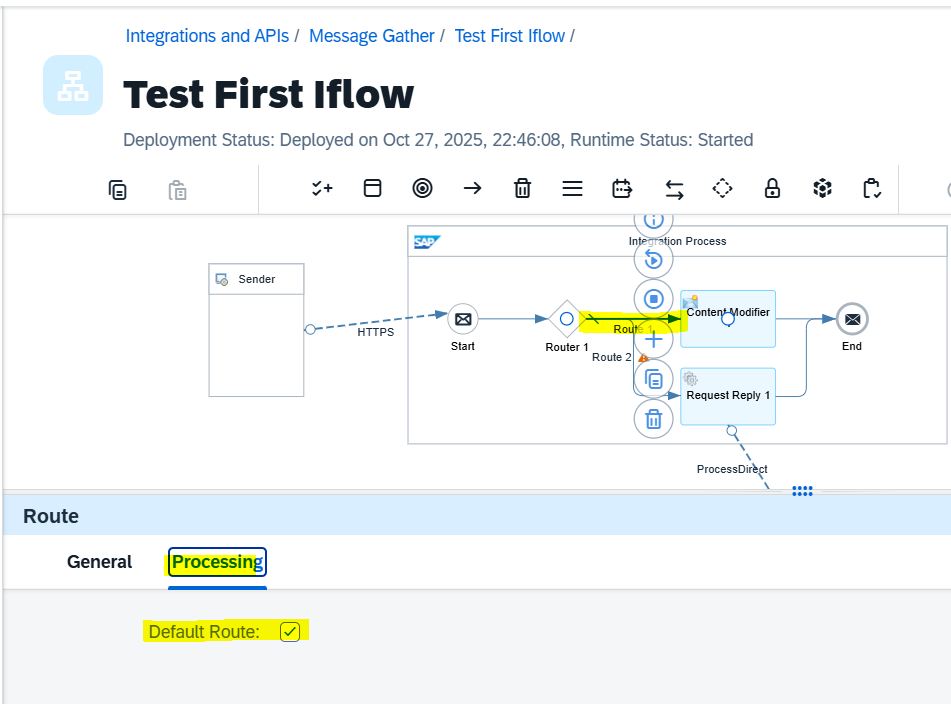 Integrations and APIs / Message Gather / Test First Iflow /
Test First Iflow
Deployment Status: Deployed on Oct 27, 2025, 22:46:08, Runtime Status: Started
SAP Integration Process
Sender
HTTPS
Start
Router 1
Route 1
Route 2
Content Modifier
Request Reply 1
End
ProcessDirect
Route
General Processing
Default Route: